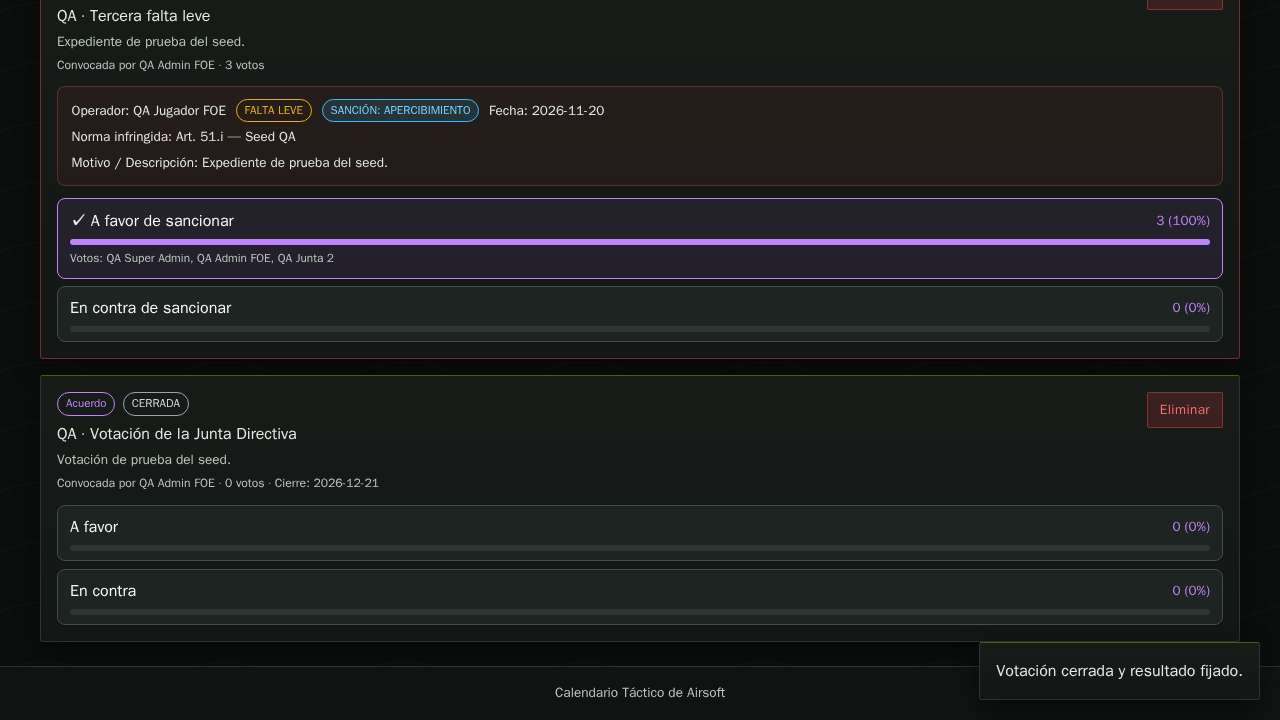 QA · Tercera falta leve
Expediente de prueba del seed.
Convocada por QA Admin FOE · 3 votos
Operador: QA Jugador FOE FALTA LEVE SANCIÓN: APERCIBIMIENTO Fecha: 2026-11-20
Norma infringida: Art. 51.i — Seed QA
Motivo / Descripción: Expediente de prueba del seed.
✓ A favor de sancionar 3 (100%)
Votos: QA Super Admin, QA Admin FOE, QA Junta 2
En contra de sancionar 0 (0%)
Acuerdo CERRADA Eliminar
QA · Votación de la Junta Directiva
Votación de prueba del seed.
Convocada por QA Admin FOE · 0 votos · Cierre: 2026-12-21
A favor 0 (0%)
En contra 0 (0%)
Votación cerrada y resultado fijado.
Calendario Táctico de Airsoft